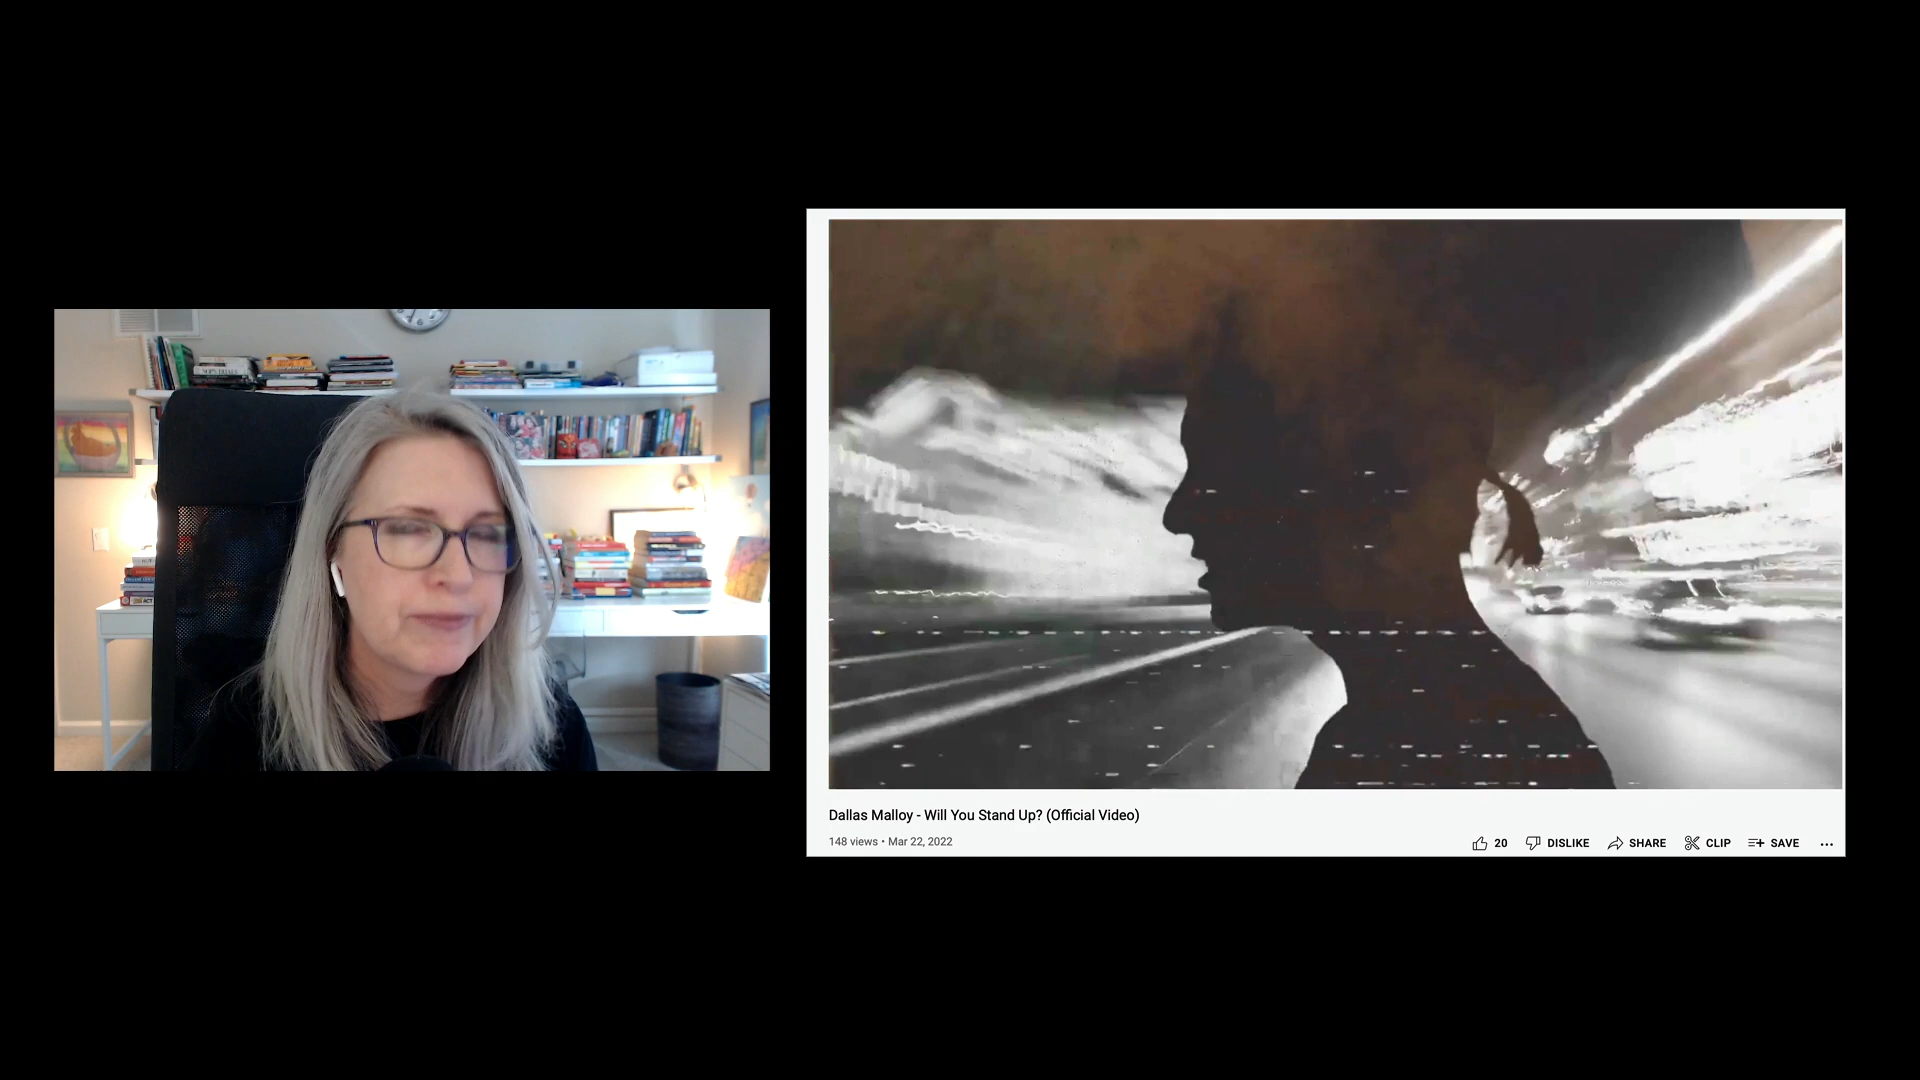 Dallas Malloy - Will You Stand Up? (Official Video)
148 views • Mar 22, 2022
20 DISLIKE SHARE CLIP SAVE ...